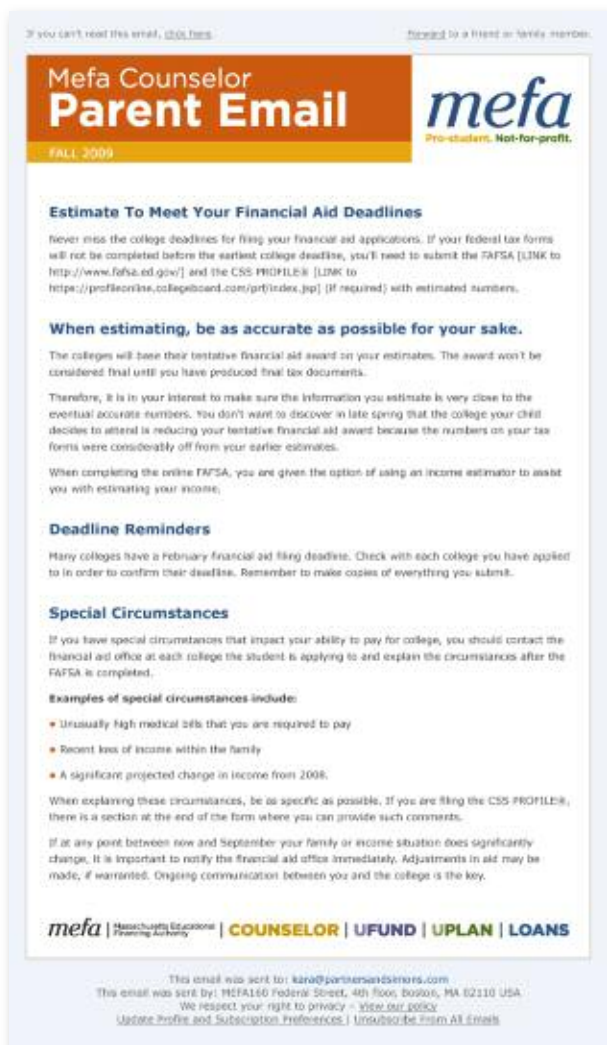 If you can't read this email, click here.
Forward to a friend or family member.
Mefa Counselor
Parent Email
FALL 2009
mefa
Pro-student. Not-for-profit.
Estimate To Meet Your Financial Aid Deadlines
Never miss the college deadlines for filing your financial aid applications. If your federal tax forms
will not be completed before the earliest college deadline, you'll need to submit the FAFSA [LINK to
http://www.fafsa.ed.gov/] and the CSS PROFILE® [LINK to
https://profileonline.collegeboard.com/prf/index.jsp] (if required) with estimated numbers.
When estimating, be as accurate as possible for your sake.
The colleges will base their tentative financial aid award on your estimates. The award won't be
considered final until you have produced final tax documents.
Therefore, it is in your interest to make sure the information you estimate is very close to the
eventual accurate numbers. You don't want to discover in late spring that the college your child
decides to attend is reducing your tentative financial aid award because the numbers on your tax
forms were considerably off from your earlier estimates.
When completing the online FAFSA, you are given the option of using an income estimator to assist
you with estimating your income.
Deadline Reminders
Many colleges have a February financial aid filing deadline. Check with each college you have applied
to in order to confirm their deadline. Remember to make copies of everything you submit.
Special Circumstances
If you have special circumstances that impact your ability to pay for college, you should contact the
financial aid office at each college the student is applying to and explain the circumstances after the
FAFSA is completed.
Examples of special circumstances include:
• Unusually high medical bills that you are required to pay
• Recent loss of income within the family
• A significant projected change in income from 2008.
When explaining these circumstances, be as specific as possible. If you are filing the CSS PROFILE®,
there is a section at the end of the form where you can provide such comments.
If at any point between now and September your family or income situation does significantly
change, it is important to notify the financial aid office immediately. Adjustments in aid may be
made, if warranted. Ongoing communication between you and the college is the key.
mefa | Massachusetts Educational Financing Authority | COUNSELOR | UFUND | UPLAN | LOANS
This email was sent to: kara@partnersandsimons.com
This email was sent by: MEFA160 Federal Street, 4th floor, Boston, MA 02110 USA
We respect your right to privacy - View our policy
Update Profile and Subscription Preferences | Unsubscribe From All Emails